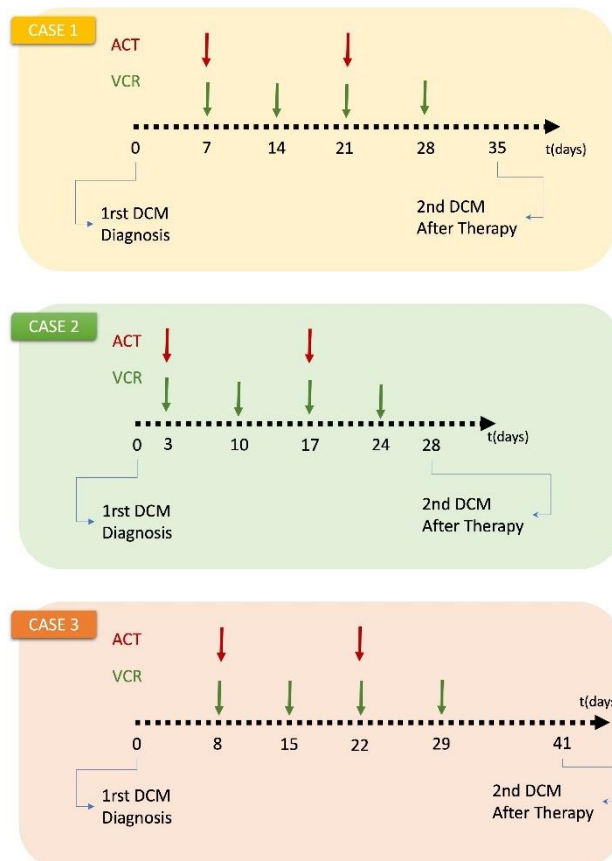 CASE 1
ACT
VCR
0 7 14 21 28 35 t(days)
1rst DCM
Diagnosis
2nd DCM
After Therapy
CASE 2
ACT
VCR
0 3 10 17 24 28 t(days)
1rst DCM
Diagnosis
2nd DCM
After Therapy
CASE 3
ACT
VCR
t(days
0 8 15 22 29 41
1rst DCM
Diagnosis
2nd DCM
After Therapy